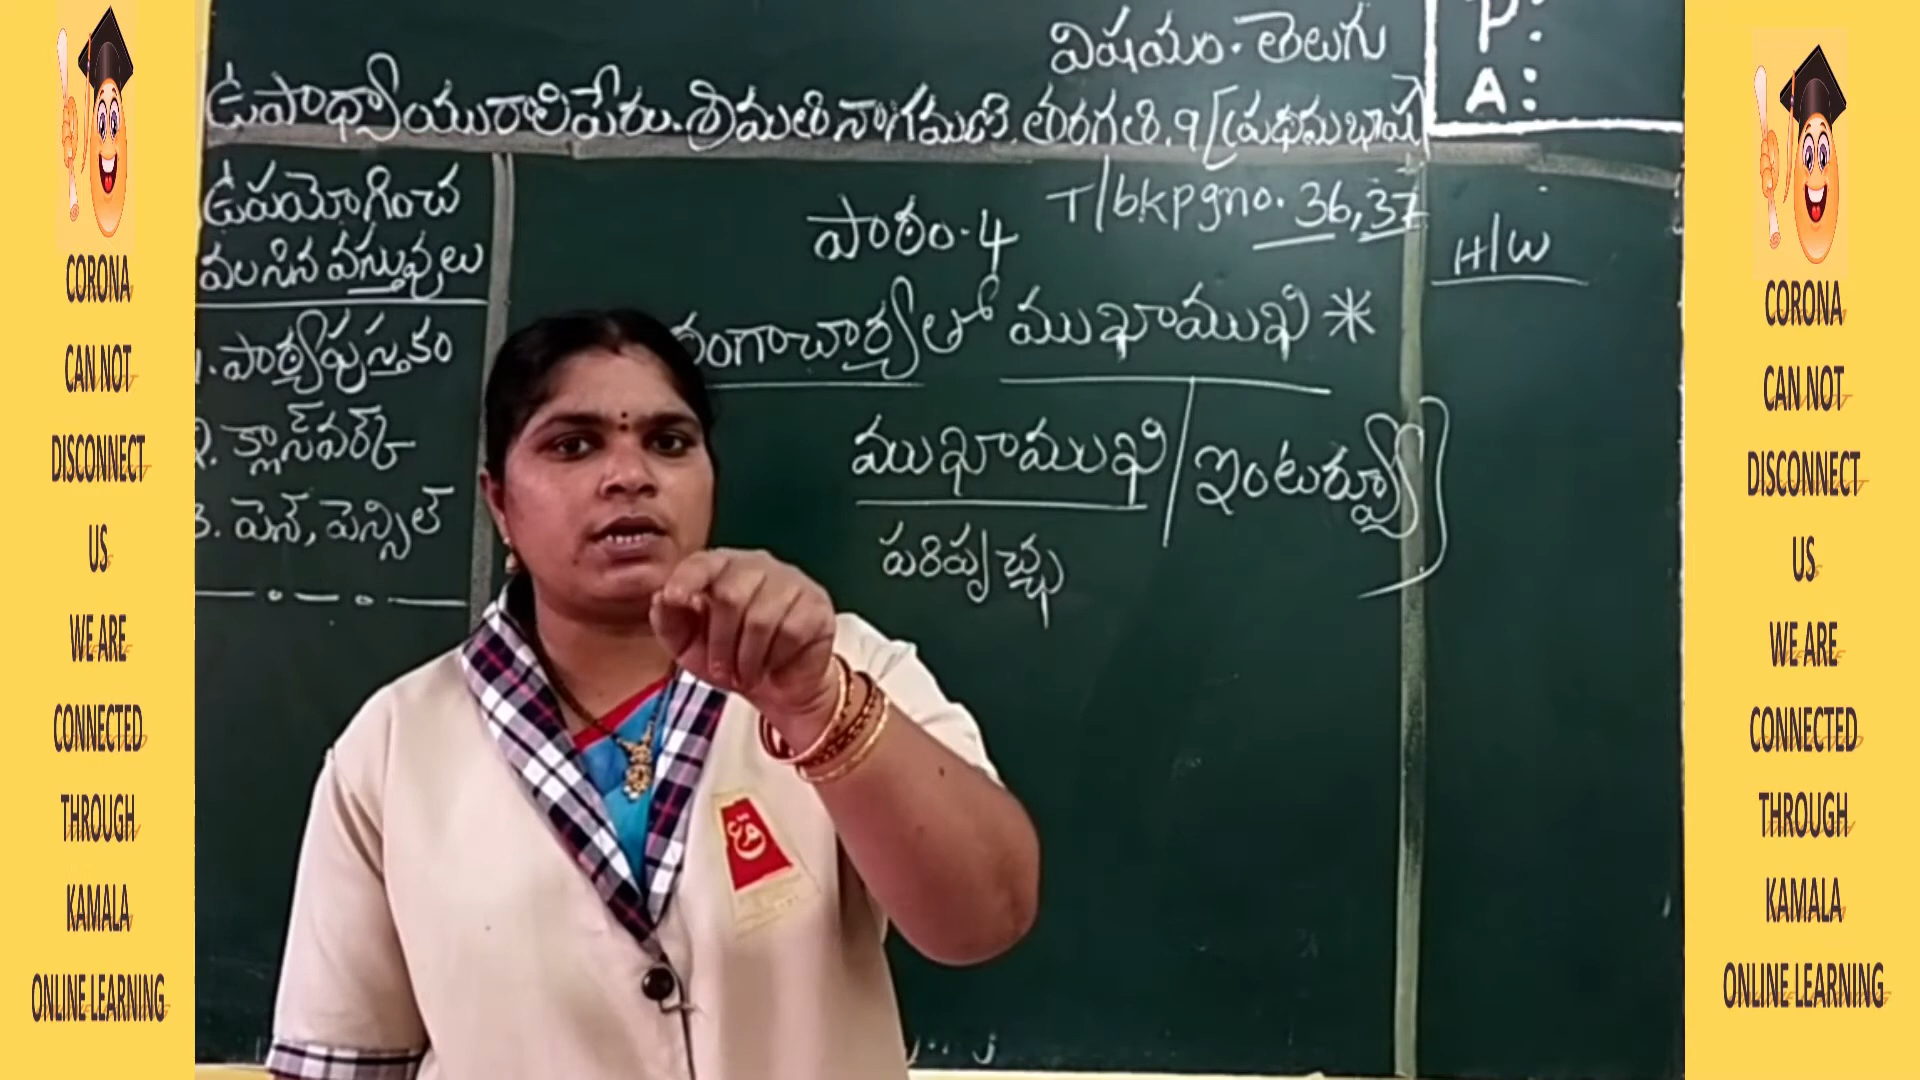 CORONA
CAN NOT
DISCONNECT
US
WE ARE
CONNECTED
THROUGH
KAMALA
ONLINE LEARNING
విషయం. తెలుగు
ఉపాధ్యాయురాలి పేరు. శ్రీమతి నాగమణి. తరగతి. 9 [ప్రథమభాష]
P:
A:
ఉపయోగించ
వలసిన వస్తువులు
1. పాఠ్యపుస్తకం
2. క్లాస్ వర్క్
3. పెన్, పెన్సిల్
పాఠం. 4
T/bk pg no. 36, 37
రంగాచార్యతో ముఖాముఖి *
ముఖాముఖి / ఇంటర్వ్యూ }
పరిపృచ్ఛ
H/W
CORONA
CAN NOT
DISCONNECT
US
WE ARE
CONNECTED
THROUGH
KAMALA
ONLINE LEARNING